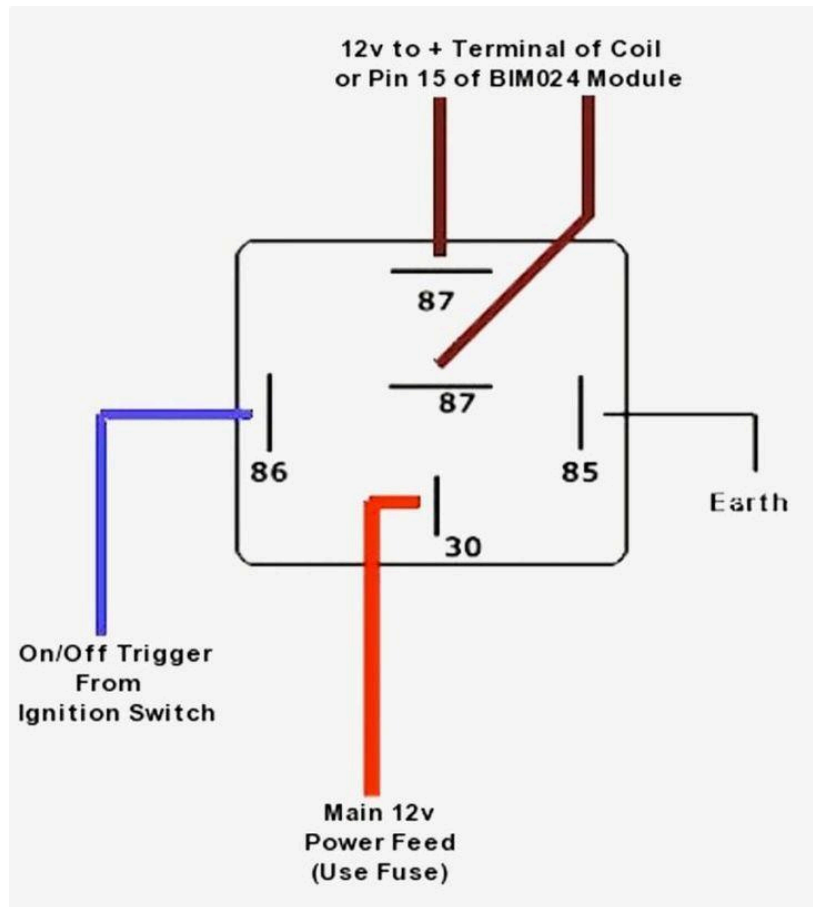 12v to + Terminal of Coil
or Pin 15 of BIM024 Module
87
87
86
85
Earth
30
On/Off Trigger
From
Ignition Switch
Main 12v
Power Feed
(Use Fuse)